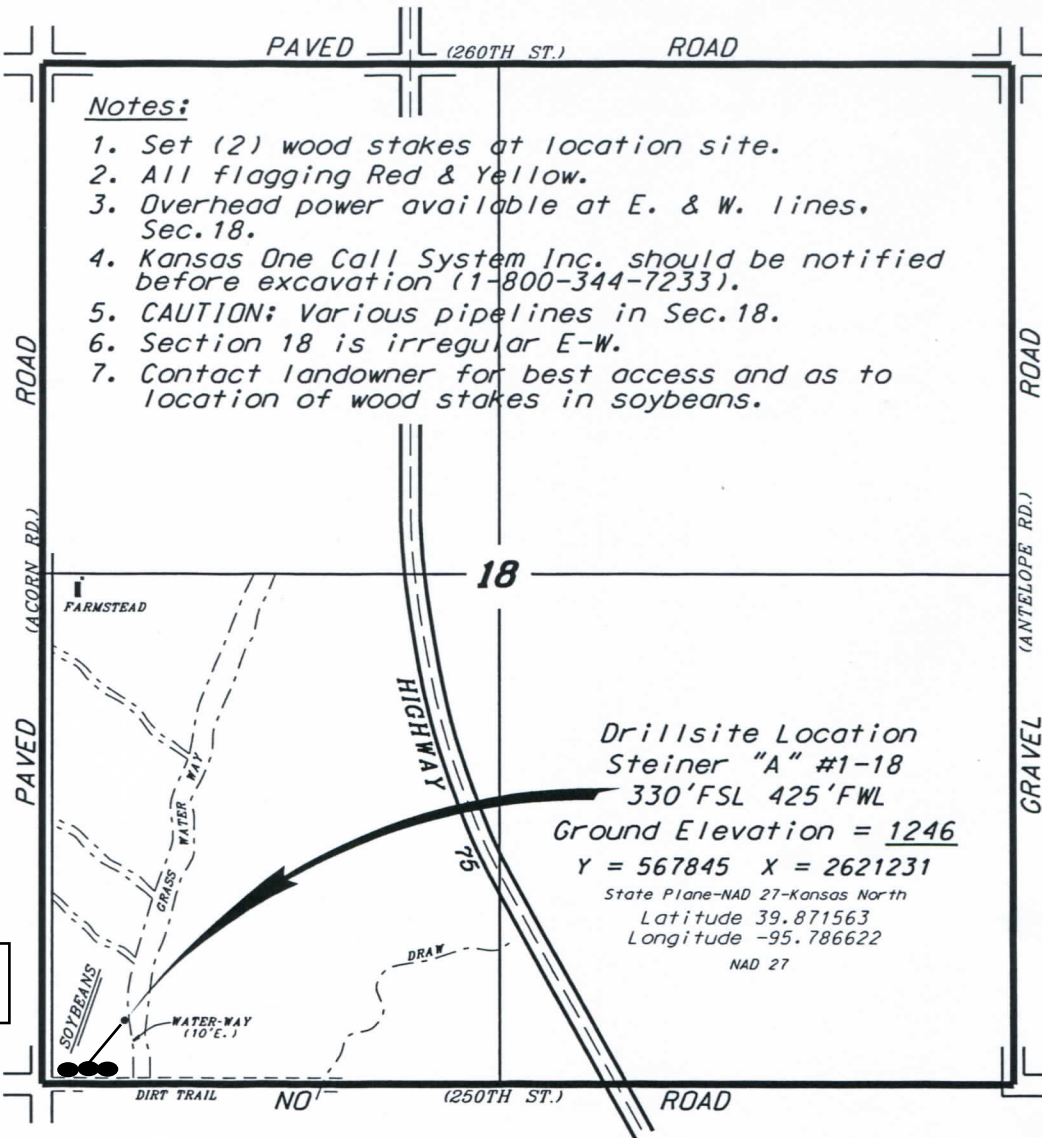 PAVED (260TH ST.) ROAD
Notes:
1. Set (2) wood stakes at location site.
2. All flagging Red & Yellow.
3. Overhead power available at E. & W. lines,
Sec.18.
4. Kansas One Call System Inc. should be notified
before excavation (1-800-344-7233).
5. CAUTION: Various pipelines in Sec.18.
6. Section 18 is irregular E-W.
7. Contact landowner for best access and as to
location of wood stakes in soybeans.
ROAD
(ACORN RD.)
PAVED
ROAD
(ANTELOPE RD.)
GRAVEL
18
FARMSTEAD
HIGHWAY
75
GRASS WATER WAY
Drillsite Location
Steiner "A" #1-18
330'FSL 425'FWL
Ground Elevation = 1246
Y = 567845 X = 2621231
State Plane-NAD 27-Kansas North
Latitude 39.871563
Longitude -95.786622
NAD 27
DRAW
SOYBEANS
WATER-WAY
(10'E.)
DIRT TRAIL
NO (250TH ST.) ROAD